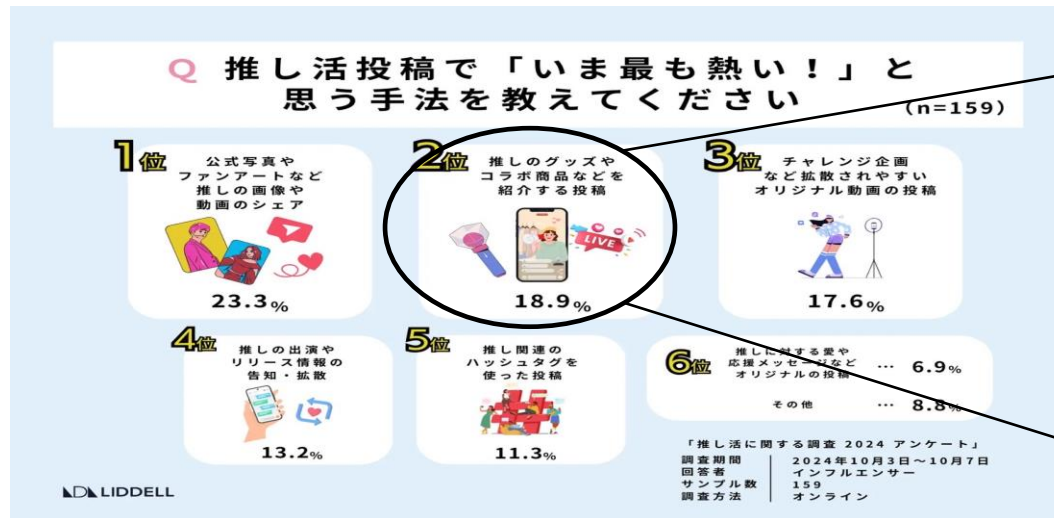 Q 推し活投稿で「いま最も熱い！」と
思う手法を教えてください
(n=159)
1位
公式写真や
ファンアートなど
推しの画像や
動画のシェア
23.3%
2位
推しのグッズや
コラボ商品などを
紹介する投稿
LIVE
18.9%
3位
チャレンジ企画
など拡散されやすい
オリジナル動画の投稿
17.6%
4位
推しの出演や
リリース情報の
告知・拡散
13.2%
5位
推し関連の
ハッシュタグを
使った投稿
11.3%
6位
推しに対する愛や
応援メッセージなど
オリジナルの投稿
… 6.9%
その他 … 8.8%
「推し活に関する調査 2024 アンケート」
調査期間 2024年10月3日～10月7日
回答者 インフルエンサー
サンプル数 159
調査方法 オンライン
LIDDELL